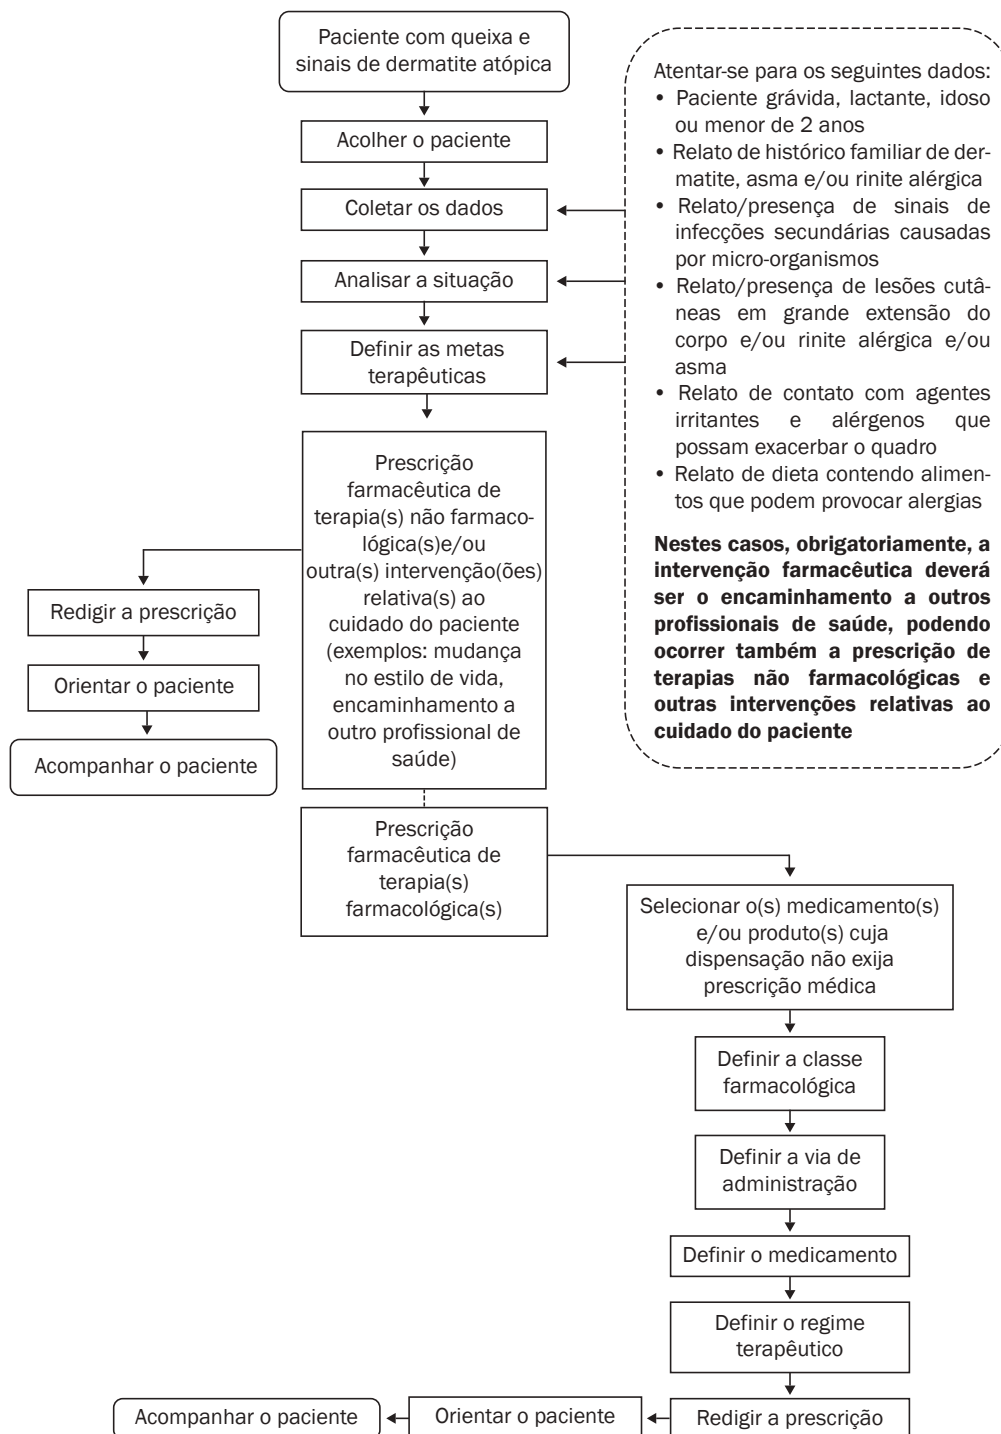 Paciente com queixa e
sinais de dermatite atópica
Acolher o paciente
Coletar os dados
Analisar a situação
Definir as metas
terapêuticas
Atentar-se para os seguintes dados:
• Paciente grávida, lactante, idoso
ou menor de 2 anos
• Relato de histórico familiar de der-
matite, asma e/ou rinite alérgica
• Relato/presença de sinais de
infecções secundárias causadas
por micro-organismos
• Relato/presença de lesões cutâ-
neas em grande extensão do
corpo e/ou rinite alérgica e/ou
asma
• Relato de contato com agentes
irritantes e alérgenos que
possam exacerbar o quadro
• Relato de dieta contendo alimen-
tos que podem provocar alergias
Nestes casos, obrigatoriamente, a
intervenção farmacêutica deverá
ser o encaminhamento a outros
profissionais de saúde, podendo
ocorrer também a prescrição de
terapias não farmacológicas e
outras intervenções relativas ao
cuidado do paciente
Prescrição
farmacêutica de
terapia(s) não farmaco-
lógica(s)e/ou
outra(s) intervenção(ões)
relativa(s) ao
cuidado do paciente
(exemplos: mudança
no estilo de vida,
encaminhamento a
outro profissional de
saúde)
Redigir a prescrição
Orientar o paciente
Acompanhar o paciente
Prescrição
farmacêutica de
terapia(s)
farmacológica(s)
Selecionar o(s) medicamento(s)
e/ou produto(s) cuja
dispensação não exija
prescrição médica
Definir a classe
farmacológica
Definir a via de
administração
Definir o medicamento
Definir o regime
terapêutico
Redigir a prescrição
Orientar o paciente
Acompanhar o paciente